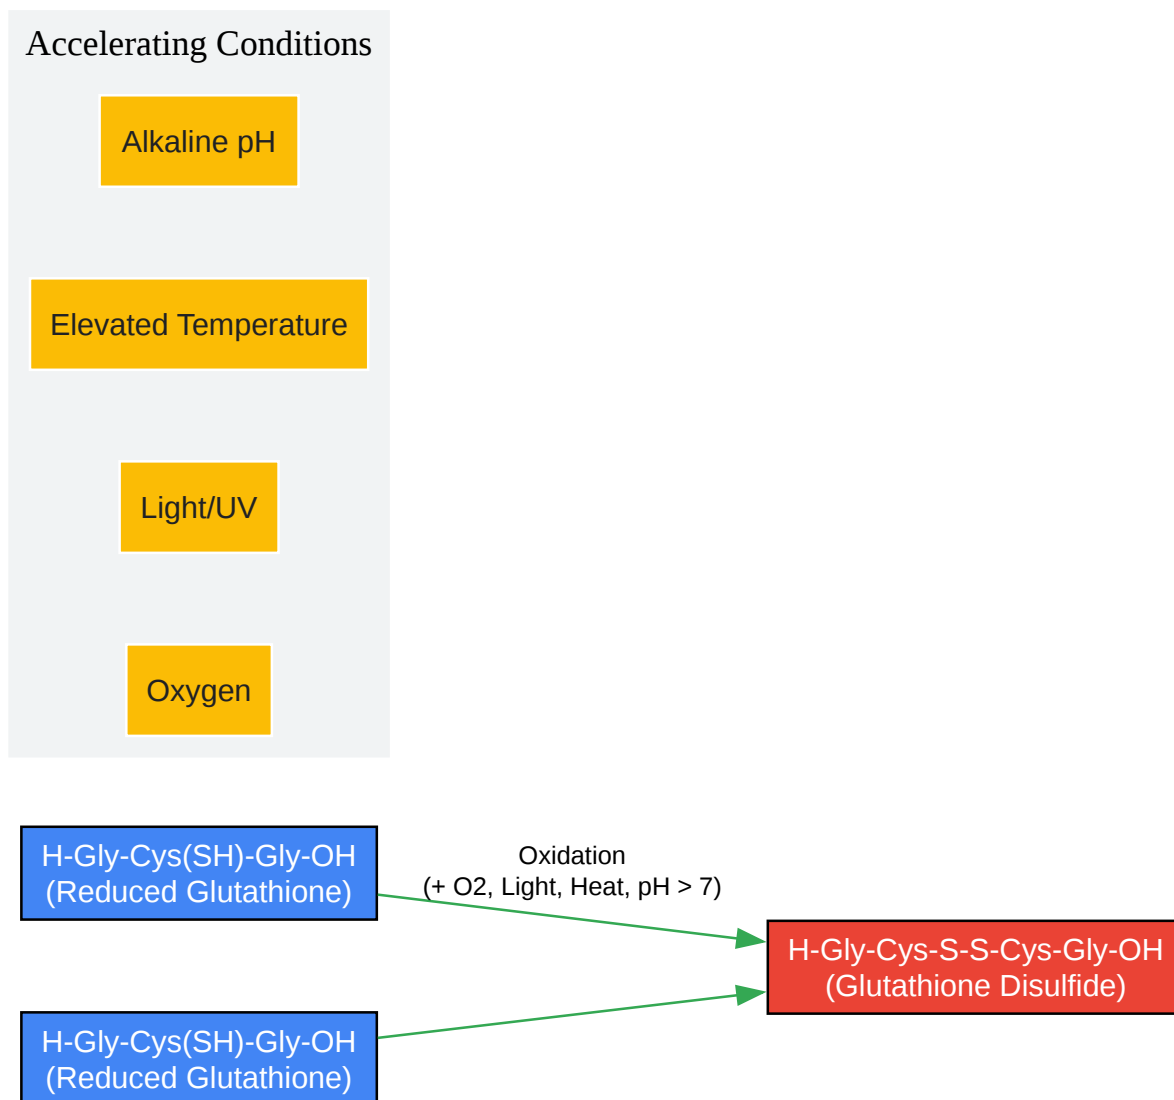 Accelerating Conditions
Alkaline pH
Elevated Temperature
Light/UV
Oxygen
H-Gly-Cys(SH)-Gly-OH
(Reduced Glutathione)
Oxidation
(+ O2, Light, Heat, pH > 7)
H-Gly-Cys-S-S-Cys-Gly-OH
(Glutathione Disulfide)
H-Gly-Cys(SH)-Gly-OH
(Reduced Glutathione)